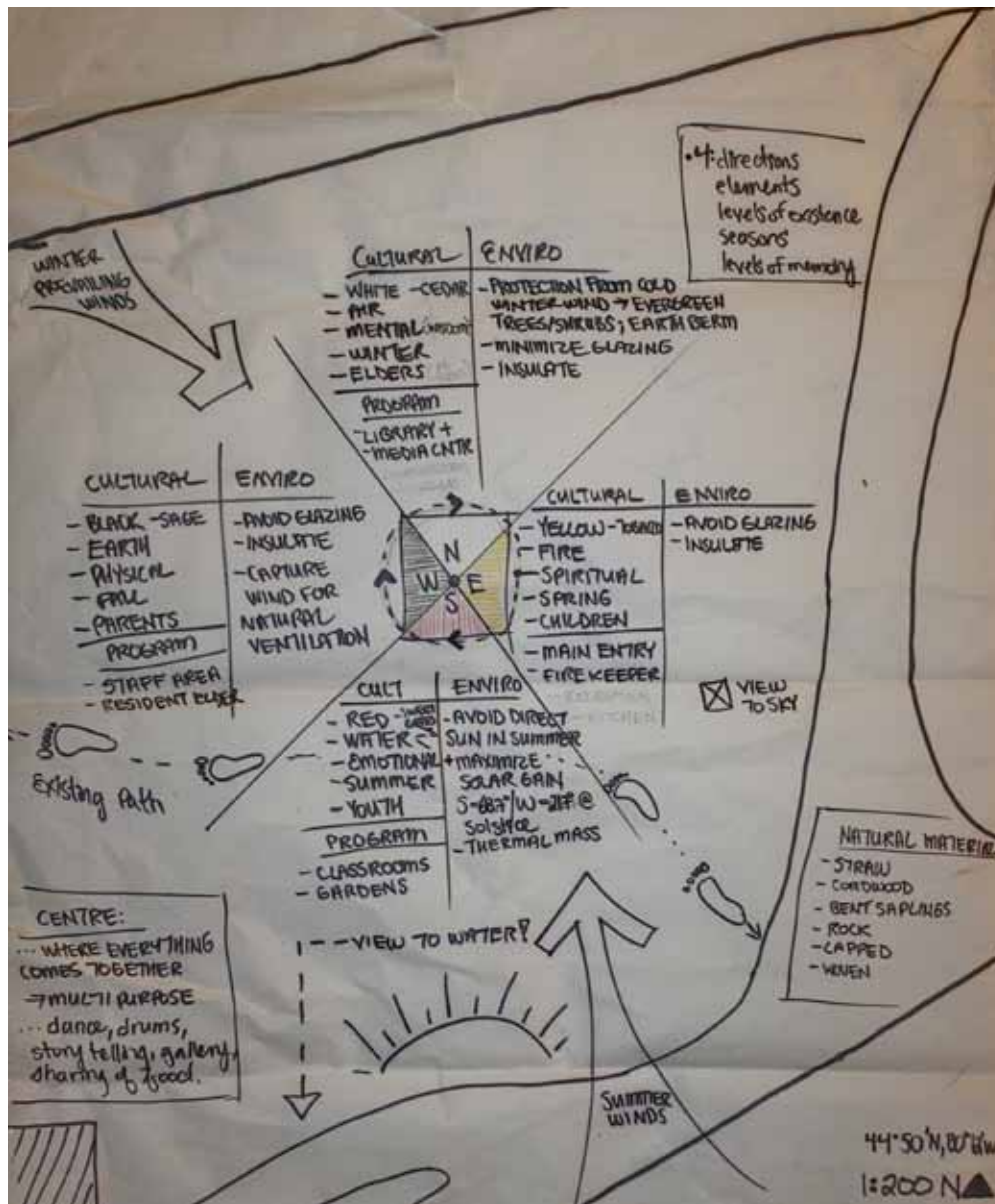 • 4: directions
elements
levels of existence
seasons
levels of memory
WINTER
PREVAILING
WINDS
CULTURAL
- WHITE - CEDAR
- AIR
- MENTAL
- WINTER
- ELDERS
PROGRAM
- LIBRARY +
- MEDIA CNTR
ENVIRO
- PROTECTION FROM COLD
WINTER WIND → EVERGREEN
TREES/SHRUBS; EARTH BERM
- MINIMIZE GLAZING
- INSULATE
CULTURAL
- BLACK - SAGE
- EARTH
- PHYSICAL
- FALL
- PARENTS
PROGRAM
- STAFF AREA
- RESIDENT ELDER
ENVIRO
- AVOID GLAZING
- INSULATE
- CAPTURE
WIND FOR
NATURAL
VENTILATION
N
W E
S
CULTURAL
- YELLOW -
- FIRE
- SPIRITUAL
- SPRING
- CHILDREN
- MAIN ENTRY
- FIREKEEPER
KITCHEN
ENVIRO
- AVOID GLAZING
- INSULATE
VIEW
TO SKY
CULT
- RED -
- WATER
- EMOTIONAL
- SUMMER
- YOUTH
PROGRAM
- CLASSROOMS
- GARDENS
ENVIRO
- AVOID DIRECT
SUN IN SUMMER
+ MAXIMIZE
SOLAR GAIN
@
Solstice
- THERMAL MASS
Existing Path
NATURAL MATERIAL
- STRAW
- CORDWOOD
- BENT SAPLINGS
- ROCK
- CAPPED
- WOVEN
CENTRE:
... WHERE EVERYTHING
COMES TOGETHER
→ MULTI PURPOSE
... dance, drums,
story telling, gallery,
sharing of food.
VIEW TO WATER!
SUMMER
WINDS
44°50'N,
1:200 N